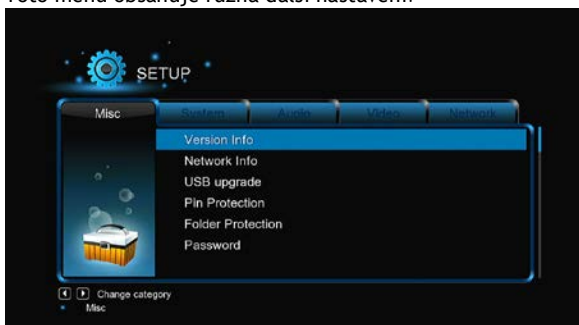 Toto menu obsahuje různá další nastavení.
SETUP
Misc System Audio Video Network
Version Info
Network Info
USB upgrade
Pin Protection
Folder Protection
Password
Change category
Misc